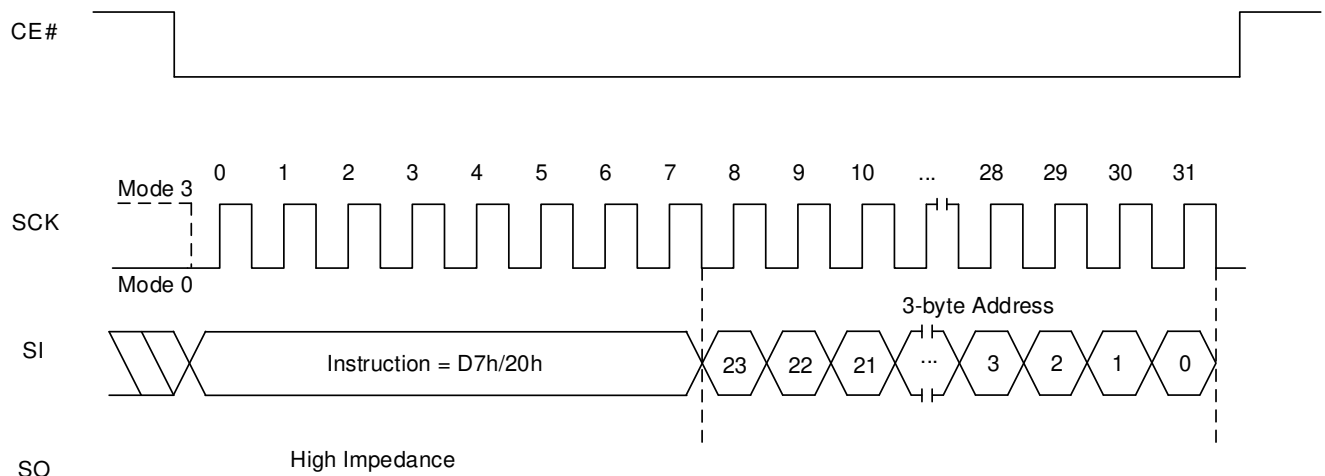 CE#
0 1 2 3 4 5 6 7 8 9 10 ... 28 29 30 31
Mode 3
SCK
Mode 0
3-byte Address
SI
Instruction = D7h/20h 23 22 21 ... 3 2 1 0
High Impedance
SO